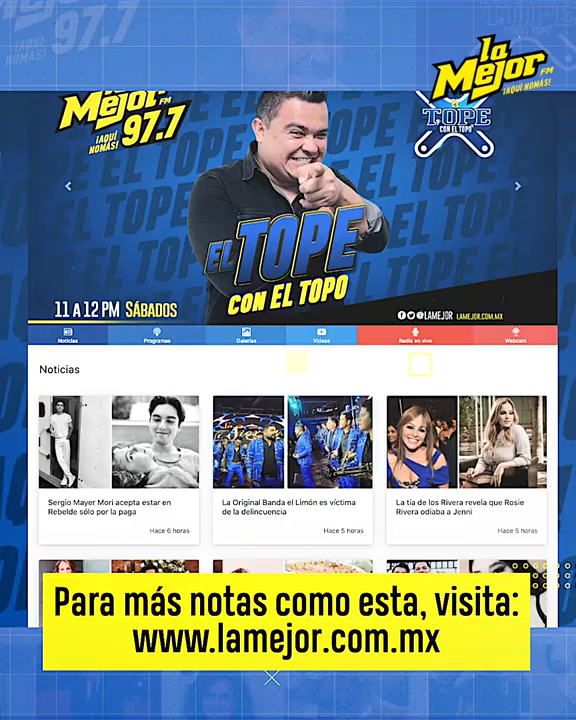 97.7
¡AQUÍ NOMÁS!
la Mejor FM
¡AQUÍ NOMÁS!
Mejor FM
¡AQUÍ NOMÁS! 97.7
EL TOPE
CON EL TOPO
EL TOPE
CON EL TOPO
11 A 12 PM SÁBADOS
@LAMEJOR LAMEJOR.COM.MX
Noticias Programas Galerías Videos Radio en vivo Webcam
Noticias
Sergio Mayer Mori acepta estar en
Rebelde sólo por la paga
Hace 6 horas
La Original Banda el Limón es víctima
de la delincuencia
Hace 5 horas
La tía de los Rivera revela que Rosie
Rivera odiaba a Jenni
Hace 5 horas
Para más notas como esta, visita:
www.lamejor.com.mx